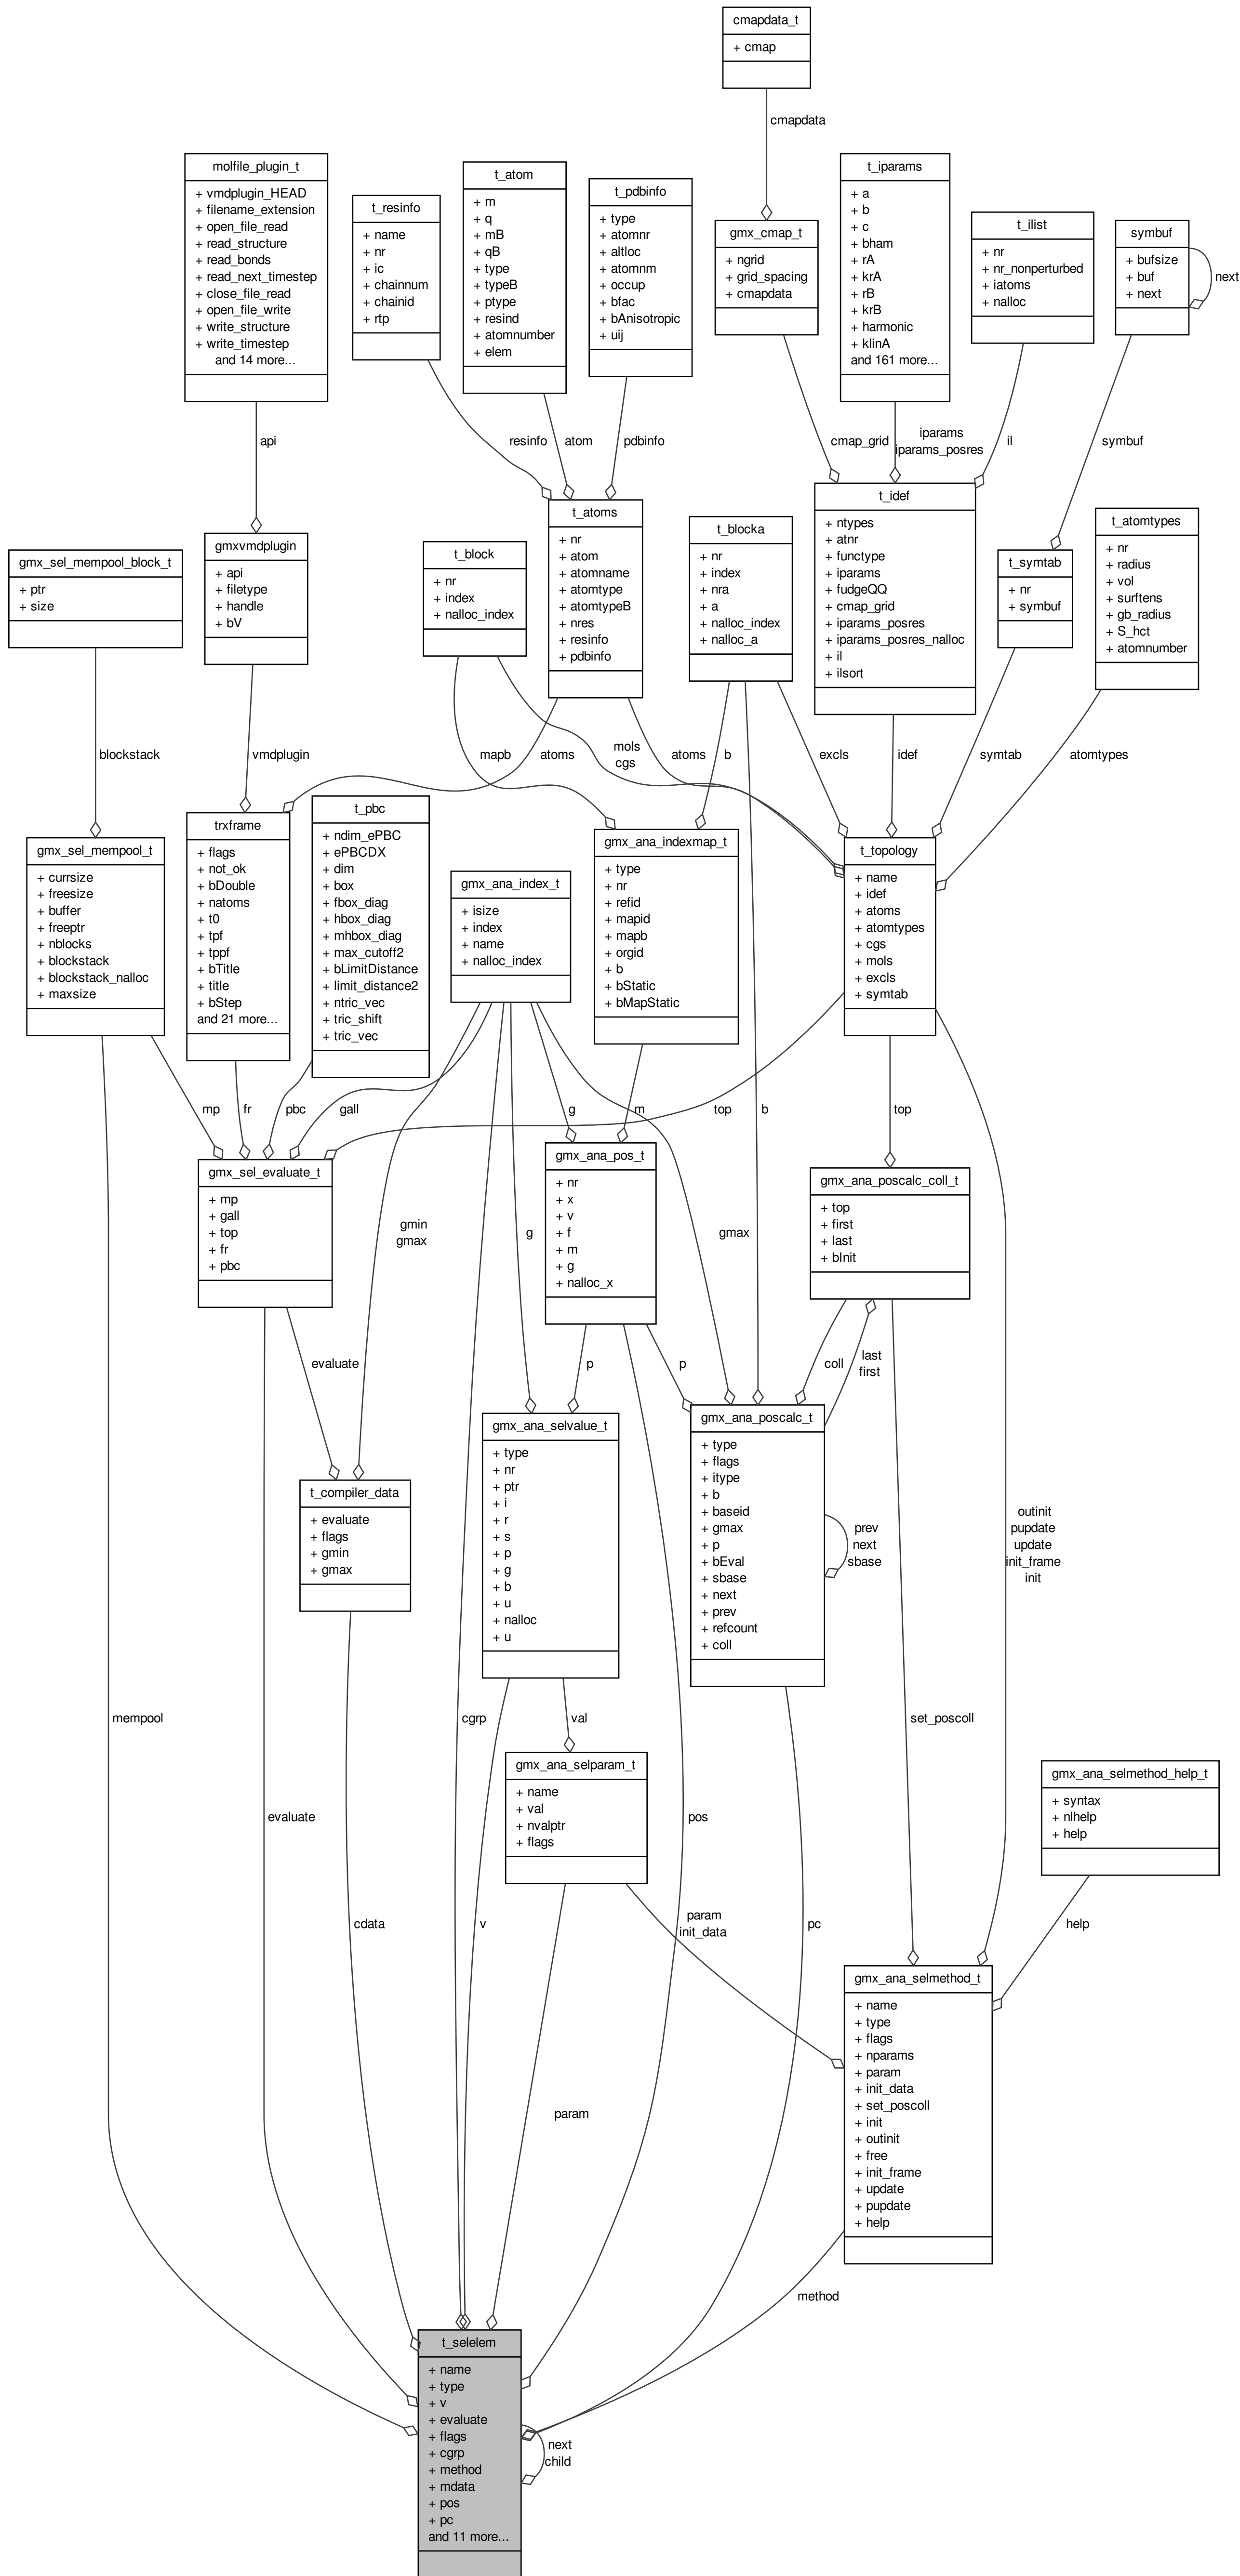 cmapdata_t
+ cmap
cmapdata
molfile_plugin_t
+ vmdplugin_HEAD
+ filename_extension
+ open_file_read
+ read_structure
+ read_bonds
+ read_next_timestep
+ close_file_read
+ open_file_write
+ write_structure
+ write_timestep
and 14 more...
t_resinfo
+ name
+ nr
+ ic
+ chainnum
+ chainid
+ rtp
t_atom
+ m
+ q
+ mB
+ qB
+ type
+ typeB
+ ptype
+ resind
+ atomnumber
+ elem
t_pdbinfo
+ type
+ atomnr
+ altloc
+ atomnm
+ occup
+ bfac
+ bAnisotropic
+ uij
gmx_cmap_t
+ ngrid
+ grid_spacing
+ cmapdata
t_iparams
+ a
+ b
+ c
+ bham
+ rA
+ krA
+ rB
+ krB
+ harmonic
+ klinA
and 161 more...
t_ilist
+ nr
+ nr_nonperturbed
+ iatoms
+ nalloc
symbuf
+ bufsize
+ buf
+ next
next
api
resinfo
atom
pdbinfo
cmap_grid
iparams
iparams_posres
il
symbuf
gmx_sel_mempool_block_t
+ ptr
+ size
gmxvmdplugin
+ api
+ filetype
+ handle
+ bV
t_block
+ nr
+ index
+ nalloc_index
t_atoms
+ nr
+ atom
+ atomname
+ atomtype
+ atomtypeB
+ nres
+ resinfo
+ pdbinfo
t_blocka
+ nr
+ index
+ nra
+ a
+ nalloc_index
+ nalloc_a
t_idef
+ ntypes
+ atnr
+ functype
+ iparams
+ fudgeQQ
+ cmap_grid
+ iparams_posres
+ iparams_posres_nalloc
+ il
+ ilsort
t_symtab
+ nr
+ symbuf
t_atomtypes
+ nr
+ radius
+ vol
+ surftens
+ gb_radius
+ S_hct
+ atomnumber
blockstack
vmdplugin
mapb
atoms
mols
cgs
atoms
b
excls
idef
symtab
atomtypes
gmx_sel_mempool_t
+ currsize
+ freesize
+ buffer
+ freeptr
+ nblocks
+ blockstack
+ blockstack_nalloc
+ maxsize
trxframe
+ flags
+ not_ok
+ bDouble
+ natoms
+ t0
+ tpf
+ tppf
+ bTitle
+ title
+ bStep
and 21 more...
t_pbc
+ ndim_ePBC
+ ePBCDX
+ dim
+ box
+ fbox_diag
+ hbox_diag
+ mhbox_diag
+ max_cutoff2
+ bLimitDistance
+ limit_distance2
+ ntric_vec
+ tric_shift
+ tric_vec
gmx_ana_index_t
+ isize
+ index
+ name
+ nalloc_index
gmx_ana_indexmap_t
+ type
+ nr
+ refid
+ mapid
+ mapb
+ orgid
+ b
+ bStatic
+ bMapStatic
t_topology
+ name
+ idef
+ atoms
+ atomtypes
+ cgs
+ mols
+ excls
+ symtab
mp
fr
pbc
gall
g
m
top
b
top
gmx_sel_evaluate_t
+ mp
+ gall
+ top
+ fr
+ pbc
gmin
gmax
g
gmx_ana_pos_t
+ nr
+ x
+ v
+ f
+ m
+ g
+ nalloc_x
gmax
gmx_ana_poscalc_coll_t
+ top
+ first
+ last
+ bInit
evaluate
p
p
coll
last
first
t_compiler_data
+ evaluate
+ flags
+ gmin
+ gmax
gmx_ana_selvalue_t
+ type
+ nr
+ ptr
+ i
+ r
+ s
+ p
+ g
+ b
+ u
+ nalloc
+ u
gmx_ana_poscalc_t
+ type
+ flags
+ itype
+ b
+ baseid
+ gmax
+ p
+ bEval
+ sbase
+ next
+ prev
+ refcount
+ coll
prev
next
sbase
outinit
pupdate
update
init_frame
init
mempool
cgrp
val
set_poscoll
evaluate
gmx_ana_selparam_t
+ name
+ val
+ nvalptr
+ flags
pos
gmx_ana_selmethod_help_t
+ syntax
+ nlhelp
+ help
cdata
v
param
init_data
pc
help
gmx_ana_selmethod_t
+ name
+ type
+ flags
+ nparams
+ param
+ init_data
+ set_poscoll
+ init
+ outinit
+ free
+ init_frame
+ update
+ pupdate
+ help
param
method
t_selelem
+ name
+ type
+ v
+ evaluate
+ flags
+ cgrp
+ method
+ mdata
+ pos
+ pc
and 11 more...
next
child